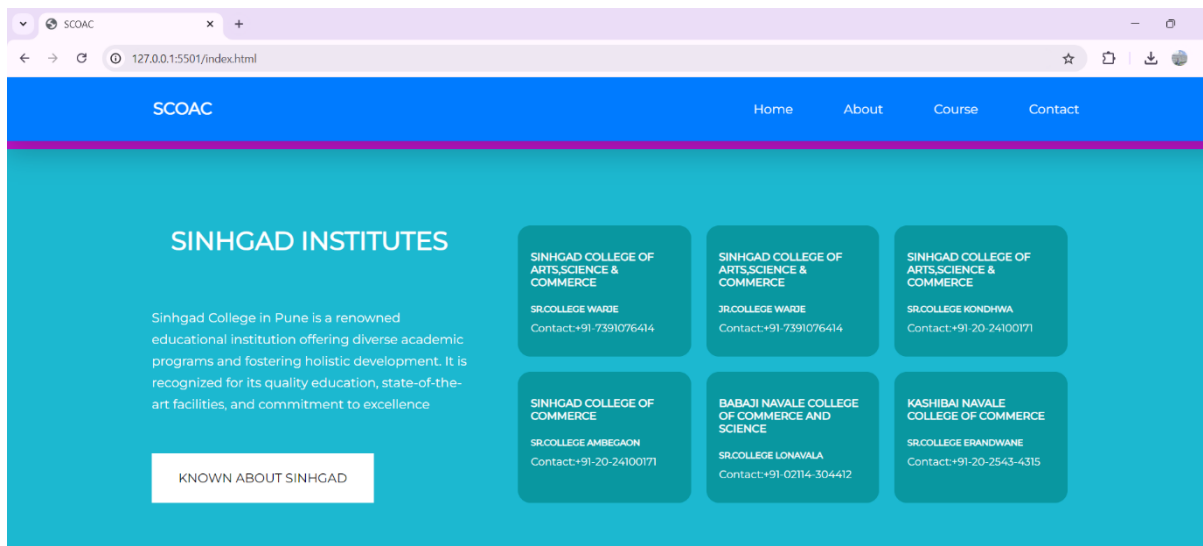 SCOAC
127.0.0.1:5501/index.html
SCOAC
Home
About
Course
Contact
SINHGAD INSTITUTES
Sinhgad College in Pune is a renowned
educational institution offering diverse academic
programs and fostering holistic development. It is
recognized for its quality education, state-of-the-
art facilities, and commitment to excellence
KNOWN ABOUT SINHGAD
SINHGAD COLLEGE OF
ARTS,SCIENCE &
COMMERCE
SR.COLLEGE WARJE
Contact:+91-7391076414
SINHGAD COLLEGE OF
ARTS,SCIENCE &
COMMERCE
JR.COLLEGE WARJE
Contact:+91-7391076414
SINHGAD COLLEGE OF
ARTS,SCIENCE &
COMMERCE
SR.COLLEGE KONDHWA
Contact:+91-20-24100171
SINHGAD COLLEGE OF
COMMERCE
SR.COLLEGE AMBEGAON
Contact:+91-20-24100171
BABAJI NAVALE COLLEGE
OF COMMERCE AND
SCIENCE
SR.COLLEGE LONAVALA
Contact:+91-02114-304412
KASHIBAI NAVALE
COLLEGE OF COMMERCE
SR.COLLEGE ERANDWANE
Contact:+91-20-2543-4315